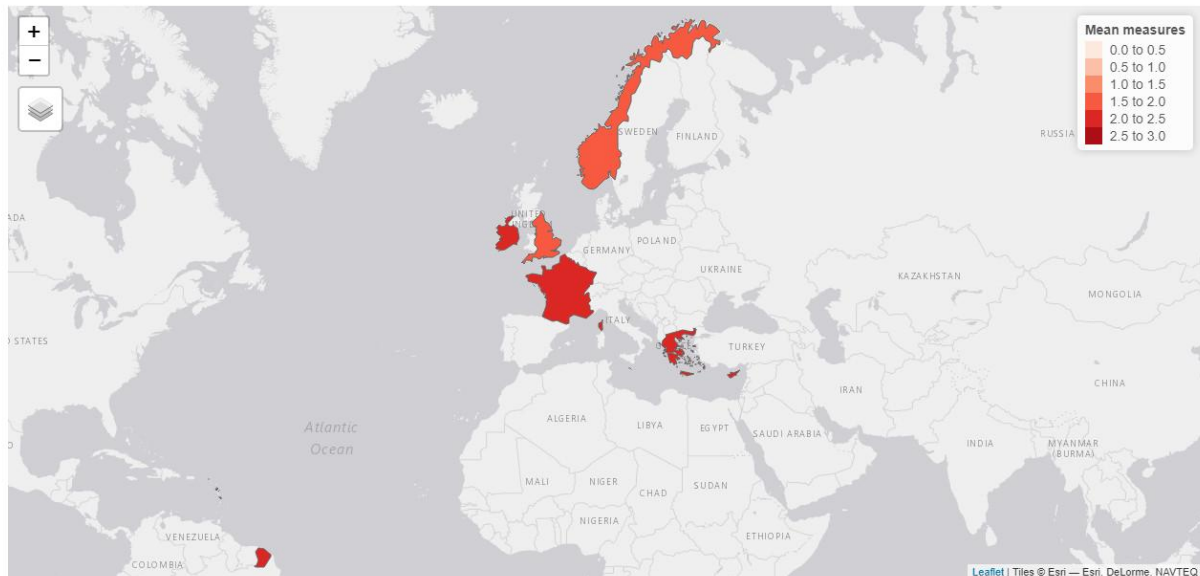 +
−
Mean measures
0.0 to 0.5
0.5 to 1.0
1.0 to 1.5
1.5 to 2.0
2.0 to 2.5
2.5 to 3.0
SWEDEN
FINLAND
RUSSIA
ADA
UNITED
GERMANY
POLAND
UKRAINE
KAZAKHSTAN
MONGOLIA
ITALY
STATES
TURKEY
IRAN
CHINA
ALGERIA
LIBYA
EGYPT
SAUDI ARABIA
Atlantic
Ocean
INDIA
MYANMAR
(BURMA)
MALI
NIGER
CHAD
SUDAN
NIGERIA
VENEZUELA
ETHIOPIA
COLOMBIA
Leaflet | Tiles © Esri — Esri, DeLorme, NAVTEQ